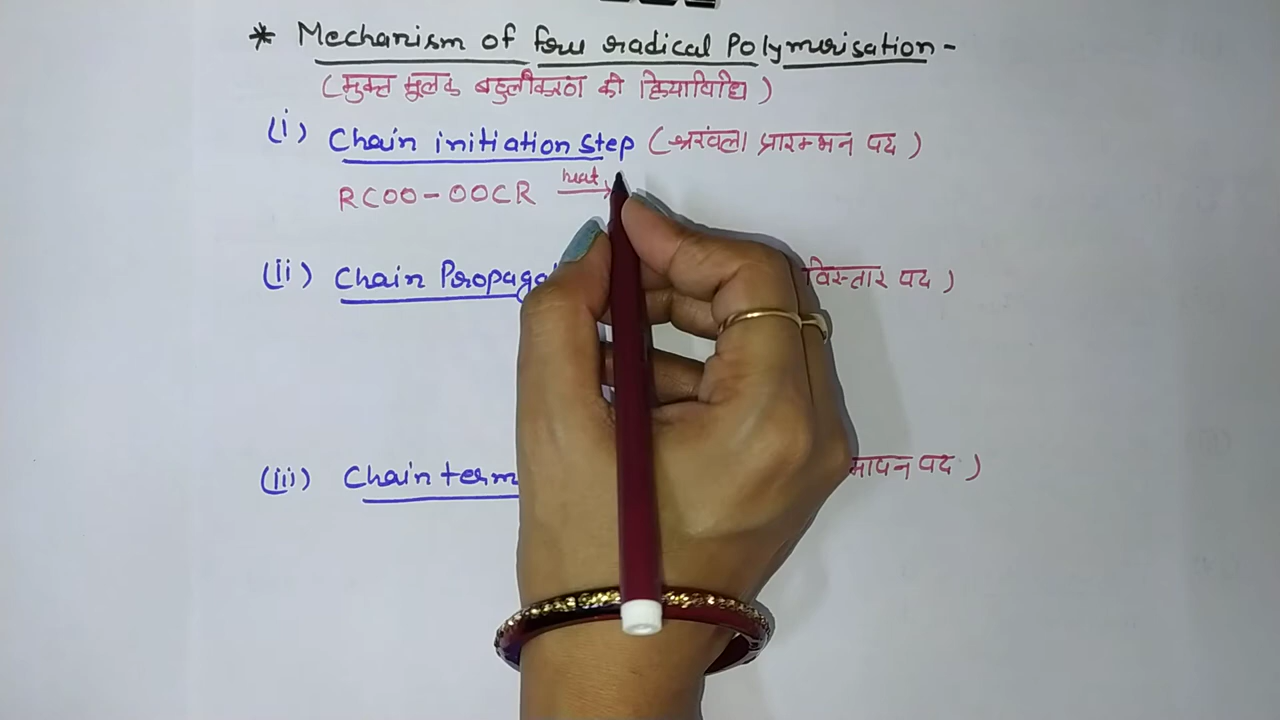 * Mechanism of free radical Polymerisation -
(मुक्त मूलक बहुलीकरण की क्रियाविधि)
(i) Chain initiation Step (श्रृंखला प्रारम्भन पद)
RCOO-OOCR heat
(ii) Chain Propaga विस्तार पद)
(iii) Chain term मापन पद)